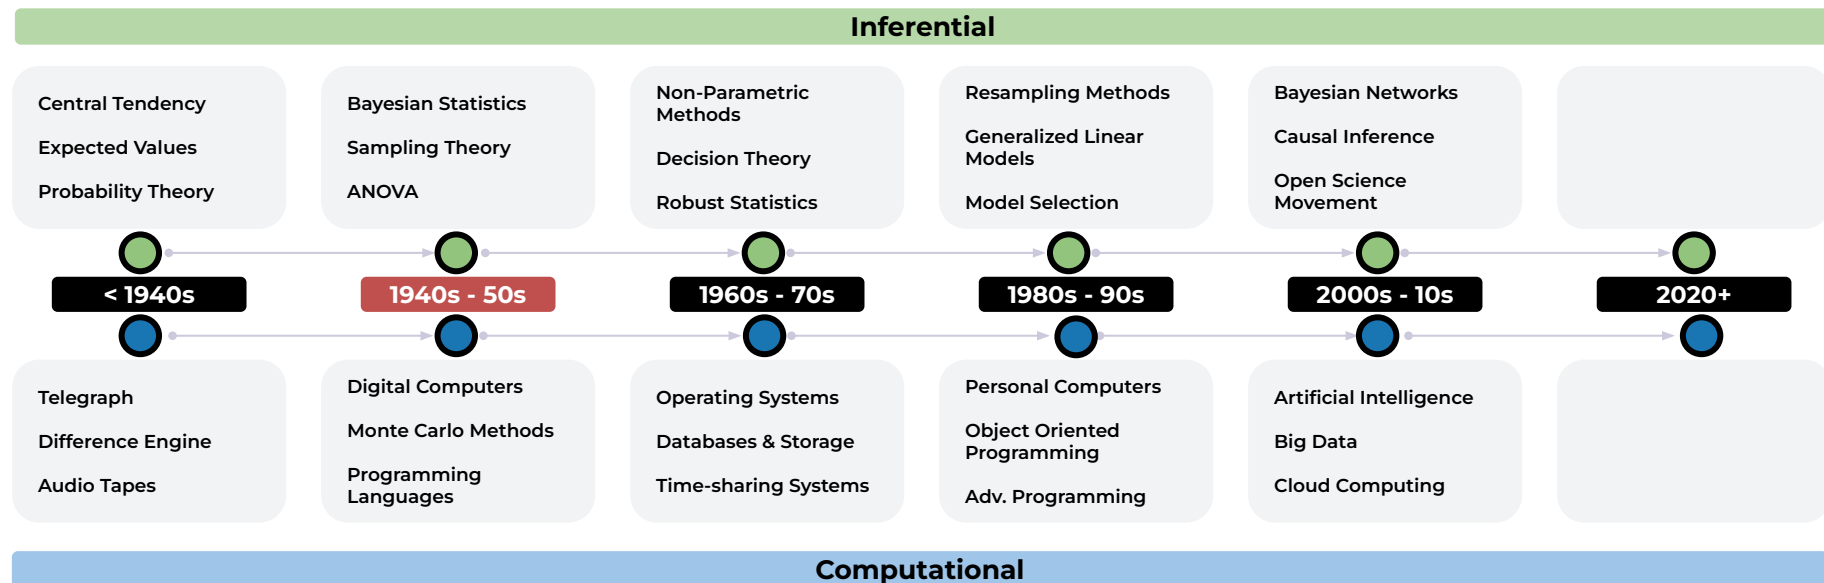 Inferential
Central Tendency
Expected Values
Probability Theory
Bayesian Statistics
Sampling Theory
ANOVA
Non-Parametric
Methods
Decision Theory
Robust Statistics
Resampling Methods
Generalized Linear
Models
Model Selection
Bayesian Networks
Causal Inference
Open Science
Movement
< 1940s
1940s - 50s
1960s - 70s
1980s - 90s
2000s - 10s
2020+
Telegraph
Difference Engine
Audio Tapes
Digital Computers
Monte Carlo Methods
Programming
Languages
Operating Systems
Databases & Storage
Time-sharing Systems
Personal Computers
Object Oriented
Programming
Adv. Programming
Artificial Intelligence
Big Data
Cloud Computing
Computational